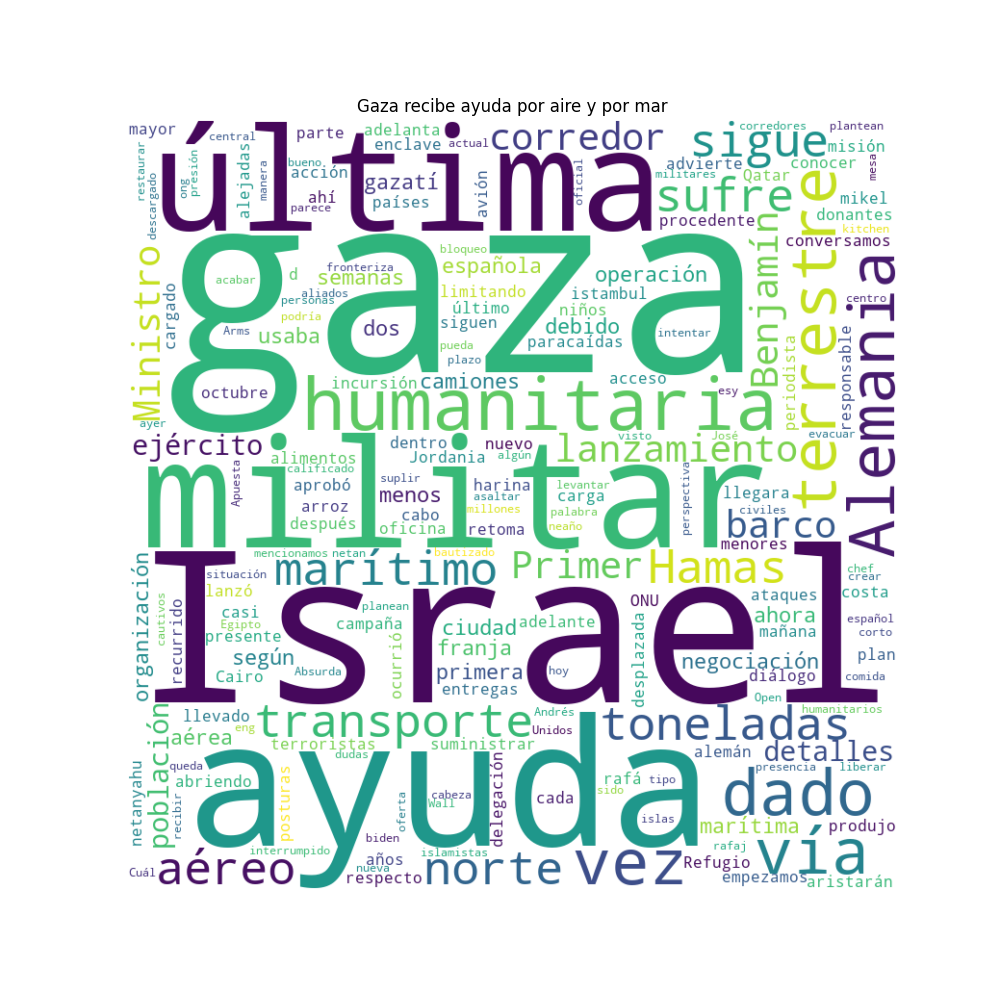 Gaza recibe ayuda por aire y por mar
mayor
central
parte
adelanta
enclave
actual
corredor
sigue
corredores
plantean
misión
restaurar
ong
presión
descargado
alejadas
manera
bueno
acción
parece
ahí
última
gazatí
países
avión
oficial
militares
sufre
advierte
Qatar
conocer
mesa
mikel
donantes
kitchen
procedente
conversamos
Ministro
cargado
acabar
fronteriza
d
semanas
aliados
personas
podría
Arms
usaba
dos
bloqueo
española
limitando
último
siguen
operación
istambul
niños
debido
paracaídas
intentar
Benjamín
terrestre
centro
responsable
periodista
Alemania
gaza
pueda
plazo
octubre
incursión
camiones
acceso
esy
ayer
humanitaria
ejército
dentro
Jordania
nuevo
algún
visto
José
evacuar
lanzamiento
alimentos
calificado
Apuesta
aprobó
arroz
después
suplir
menos
cabo
oficina
harina
asaltar
millones
retoma
levantar
carga
palabra
neaño
perspectiva
llegara
civiles
barco
menores
militar
mencionamos
netan
bautizado
situación
marítimo
Primer
Hamas
chef
crear
costa
organización
cautivos
recurrido
lanzó
casi
Egipto
presente
planean
campaña
ciudad
adelante
ONU
ataques
ahora
mañana
español
corto
según
Cairo
Absurda
ocurrió
franja
primera
entregas
hoy
desplazada
negociación
diálogo
plan
comida
Open
Israel
humanitarios
población
llevado
aérea
eng
transporte
Andrés
Unidos
toneladas
terroristas
dudas
suministrar
alemán
detalles
netanyahu
queda
recibir
abriendo
posturas
cabeza
Wall
oferta
delegación
cada
rafá
tipo
sido
islas
presencia
liberar
dado
ayuda
marítima
produjo
biden
interrumpido
islamistas
rafaj
Cuál
aéreo
años
nueva
respecto
norte
vez
Refugio
vía
empezamos
aristarán